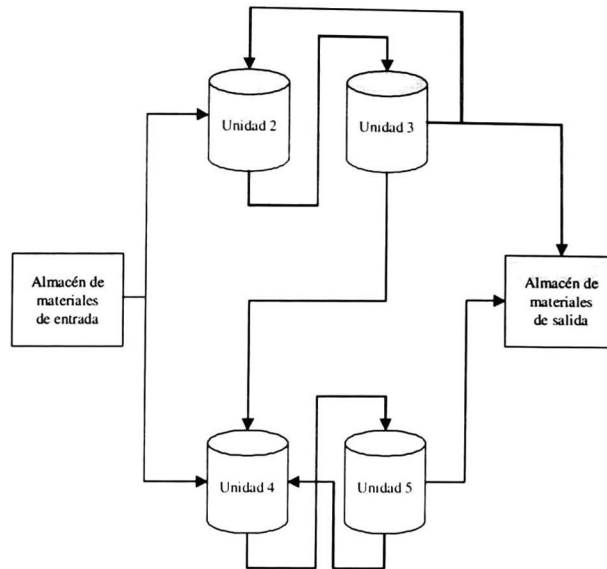 Unidad 2
Unidad 3
Almacén de
materiales
de entrada
Almacén de
materiales
de salida
Unidad 4
Unidad 5